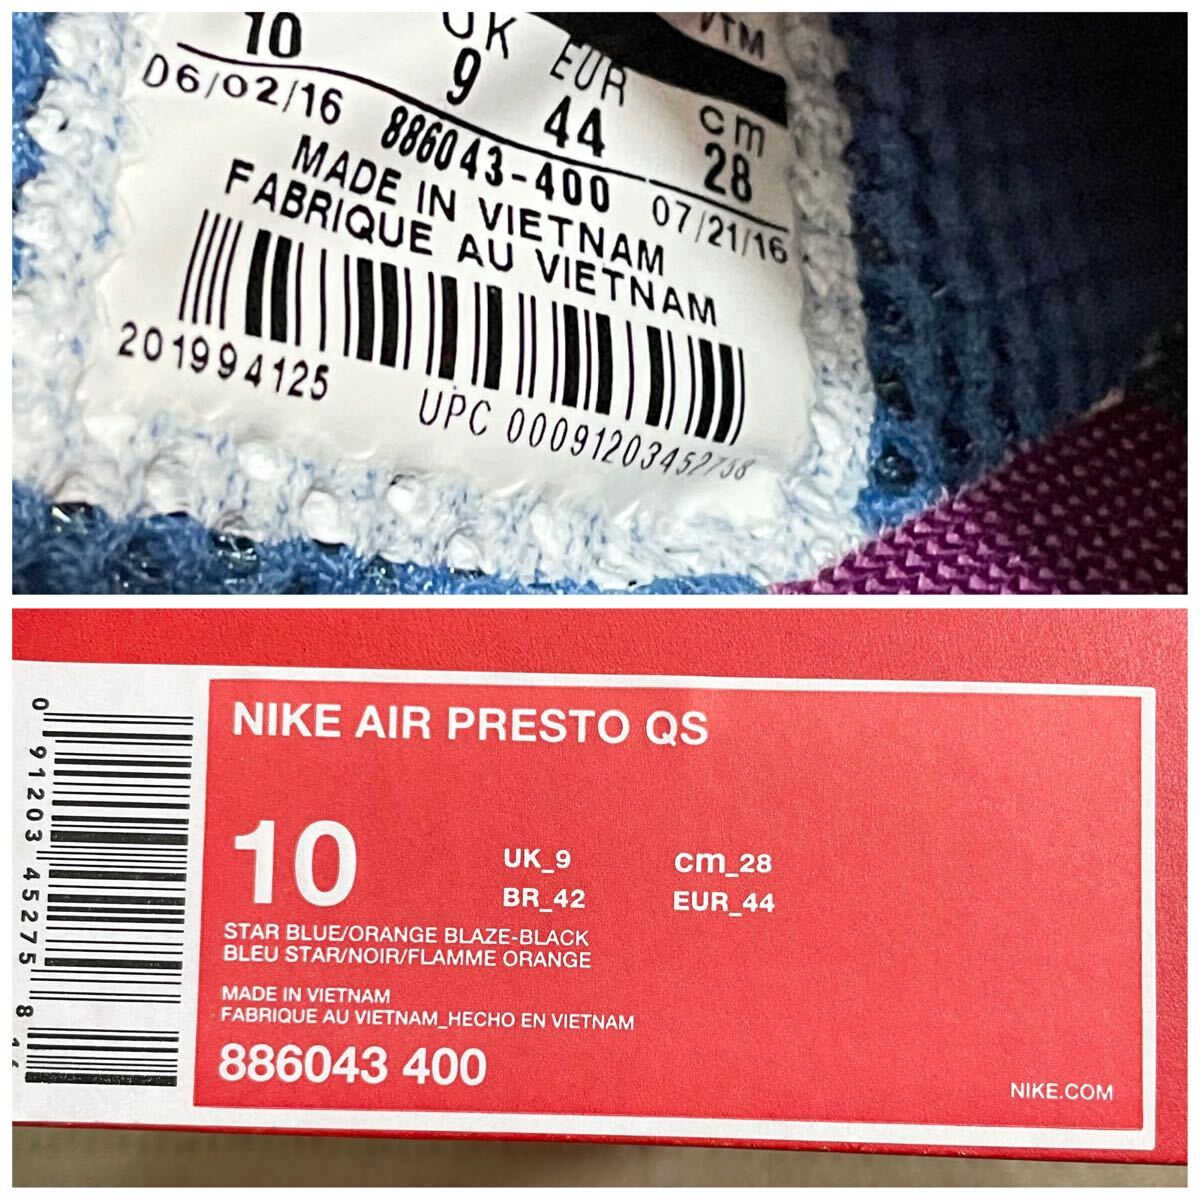 UK EUR cm VTM
10 9 44 28
06/02/16 886043-400 07/21/16
MADE IN VIETNAM
FABRIQUE AU VIETNAM
201994125 UPC 00091203452758
0 91203 45275 8
NIKE AIR PRESTO QS
10
UK_9 cm_28
BR_42 EUR_44
STAR BLUE/ORANGE BLAZE-BLACK
BLEU STAR/NOIR/FLAMME ORANGE
MADE IN VIETNAM
FABRIQUE AU VIETNAM_HECHO EN VIETNAM
886043 400
NIKE.COM